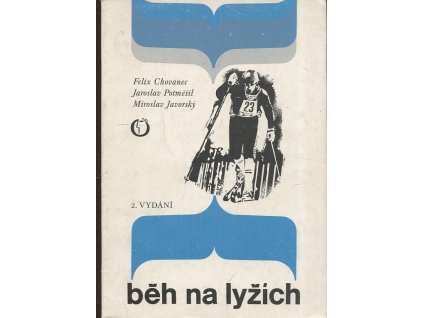 Felix Chovanec
Jaroslav Potměšil
Miroslav Javorský
23
2. VYDÁNÍ
běh na lyžích